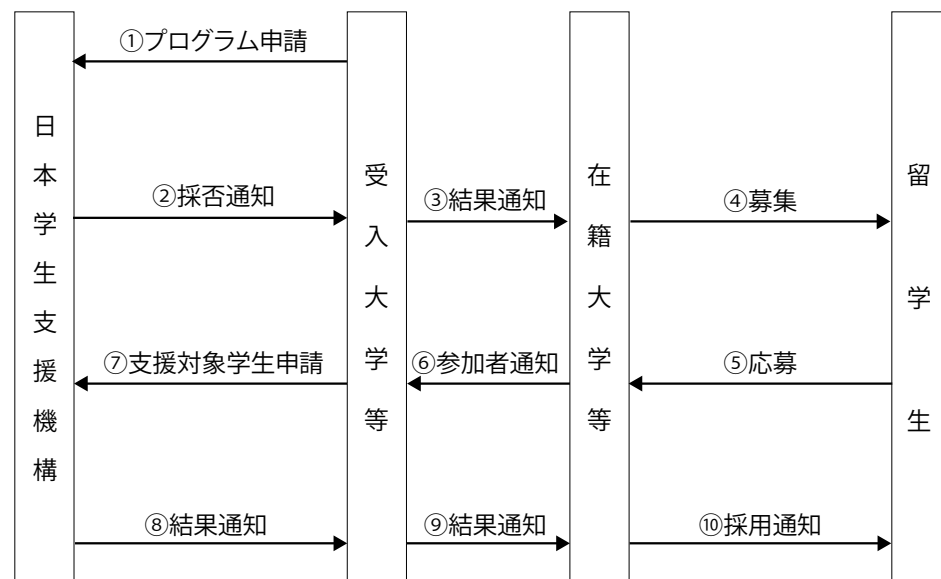 ①プログラム申請
日本学生支援機構
受入大学等
在籍大学等
留学生
②採否通知
③結果通知
④募集
⑦支援対象学生申請
⑥参加者通知
⑤応募
⑧結果通知
⑨結果通知
⑩採用通知